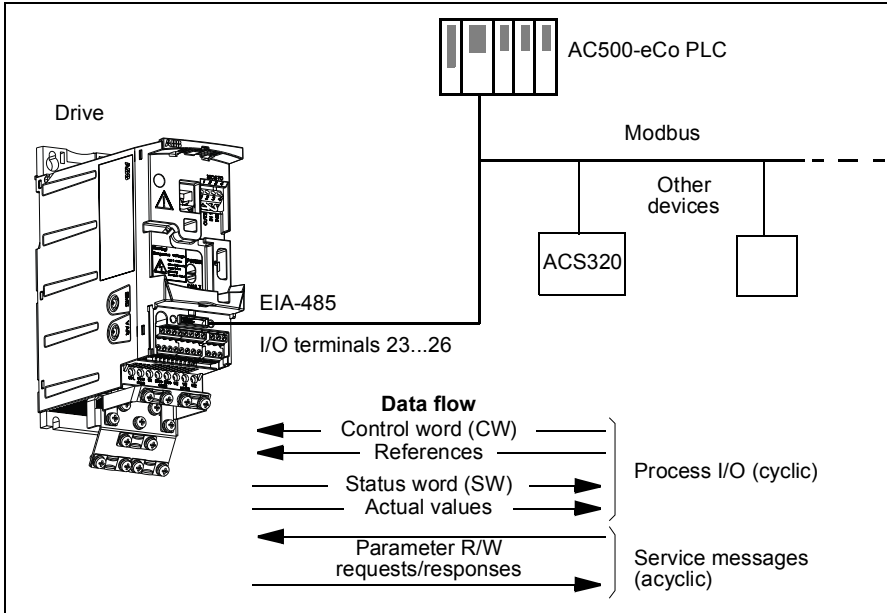 AC500-eCo PLC
Drive
Modbus
Other
devices
ACS320
EIA-485
I/O terminals 23...26
Data flow
Control word (CW)
References
Status word (SW)
Actual values
Process I/O (cyclic)
Parameter R/W
requests/responses
Service messages
(acyclic)